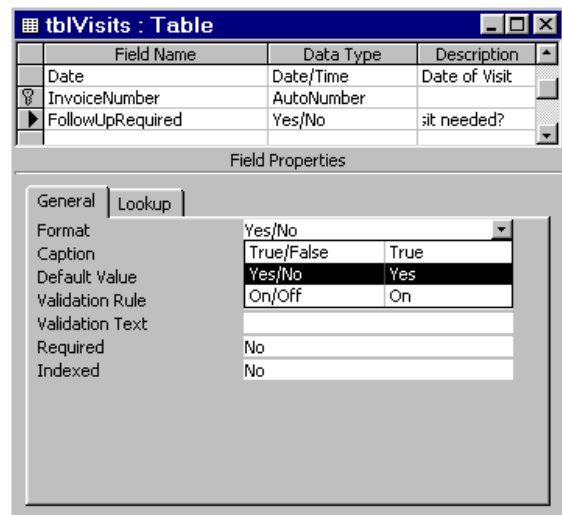 tblVisits : Table
Field Name Data Type Description
Date Date/Time Date of Visit
InvoiceNumber AutoNumber
FollowUpRequired Yes/No sit needed?
Field Properties
General Lookup
Format Yes/No
Caption True/False True
Default Value Yes/No Yes
Validation Rule On/Off On
Validation Text
Required No
Indexed No